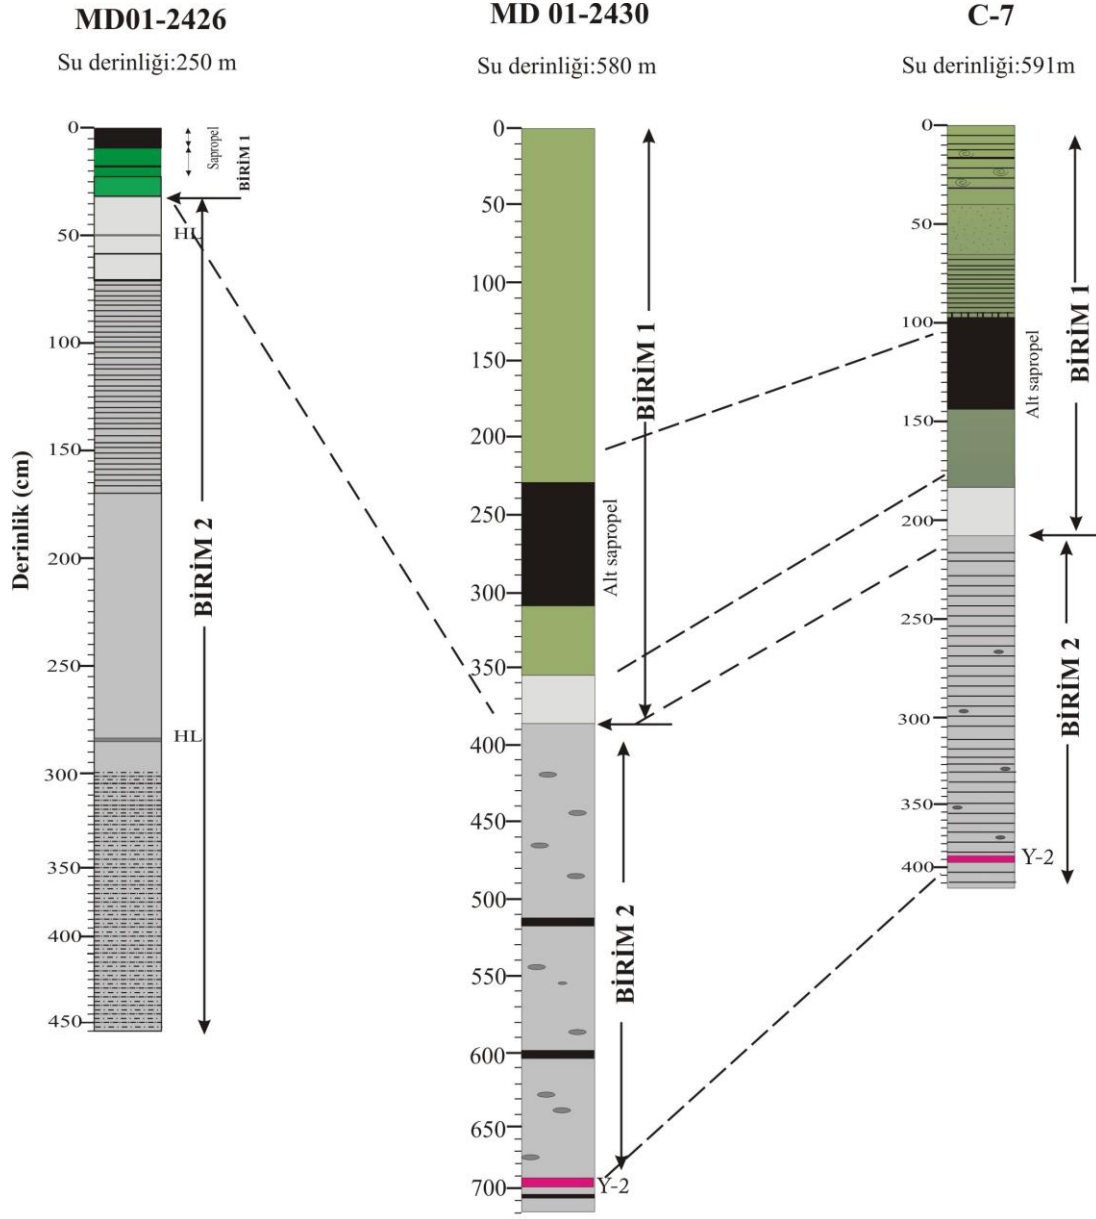 MD01-2426
Su derinliği:250 m
0
50
100
150
200
250
300
350
400
450
Derinlik (cm)
Sapropel
BİRİM 1
HL
BİRİM 2
HL
MD 01-2430
Su derinliği:580 m
0
50
100
150
200
250
300
350
400
450
500
550
600
650
700
BİRİM 1
Alt sapropel
BİRİM 2
Y-2
C-7
Su derinliği:591m
0
50
100
150
200
250
300
350
400
BİRİM 1
Alt sapropel
BİRİM 2
Y-2